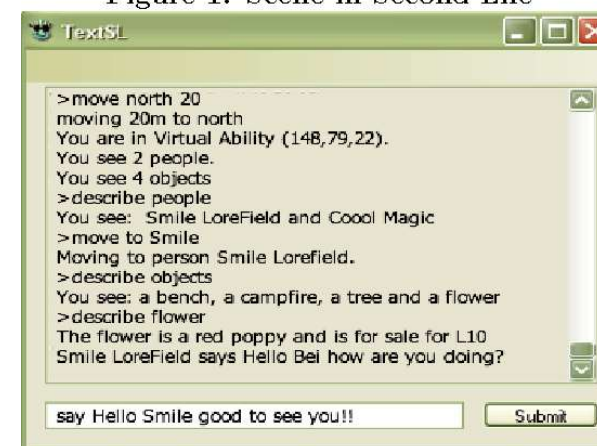 Figure 1: Scene in Second Life
TextSL
>move north 20
moving 20m to north
You are in Virtual Ability (148,79,22).
You see 2 people.
You see 4 objects
>describe people
You see:  Smile LoreField and Coool Magic
>move to Smile
Moving to person Smile Lorefield.
>describe objects
You see: a bench, a campfire, a tree and a flower
>describe flower
The flower is a red poppy and is for sale for L10
Smile LoreField says Hello Bei how are you doing?
say Hello Smile good to see you!!
Submit